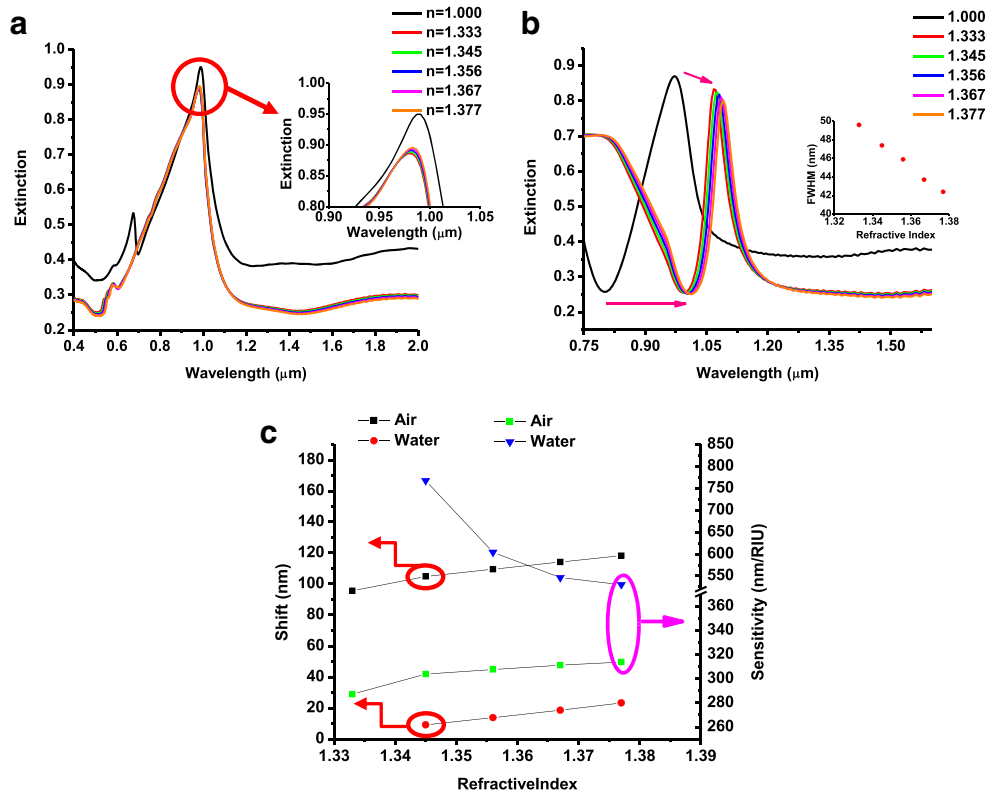 a
n=1.000
n=1.333
n=1.345
n=1.356
n=1.367
n=1.377
1.0
0.9
0.8
0.7
0.6
0.5
0.4
0.3
0.2
Extinction
0.4 0.6 0.8 1.0 1.2 1.4 1.6 1.8 2.0
Wavelength (μm)
1.00
0.95
0.90
0.85
0.80
Extinction
0.90 0.95 1.00 1.05
Wavelength (μm)
b
1.000
1.333
1.345
1.356
1.367
1.377
0.9
0.8
0.7
0.6
0.5
0.4
0.3
0.2
Extinction
0.75 0.90 1.05 1.20 1.35 1.50
Wavelength (μm)
50
48
46
44
42
40
FWHM (nm)
1.32 1.34 1.36 1.38
Refractive Index
c
Air
Water
Air
Water
180
160
140
120
100
80
60
40
20
0
Shift (nm)
850
800
750
700
650
600
550
360
340
320
300
280
260
Sensitivity (nm/RIU)
1.33 1.34 1.35 1.36 1.37 1.38 1.39
RefractiveIndex